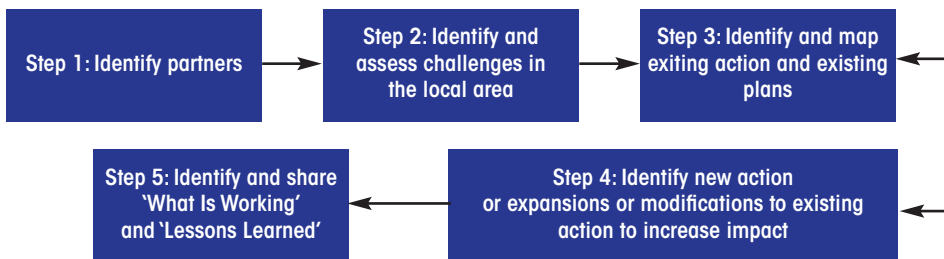 Step 1: Identify partners
Step 2: Identify and
assess challenges in
the local area
Step 3: Identify and map
exiting action and existing
plans
Step 4: Identify new action
or expansions or modifications to existing
action to increase impact
Step 5: Identify and share
‘What Is Working’
and ‘Lessons Learned’